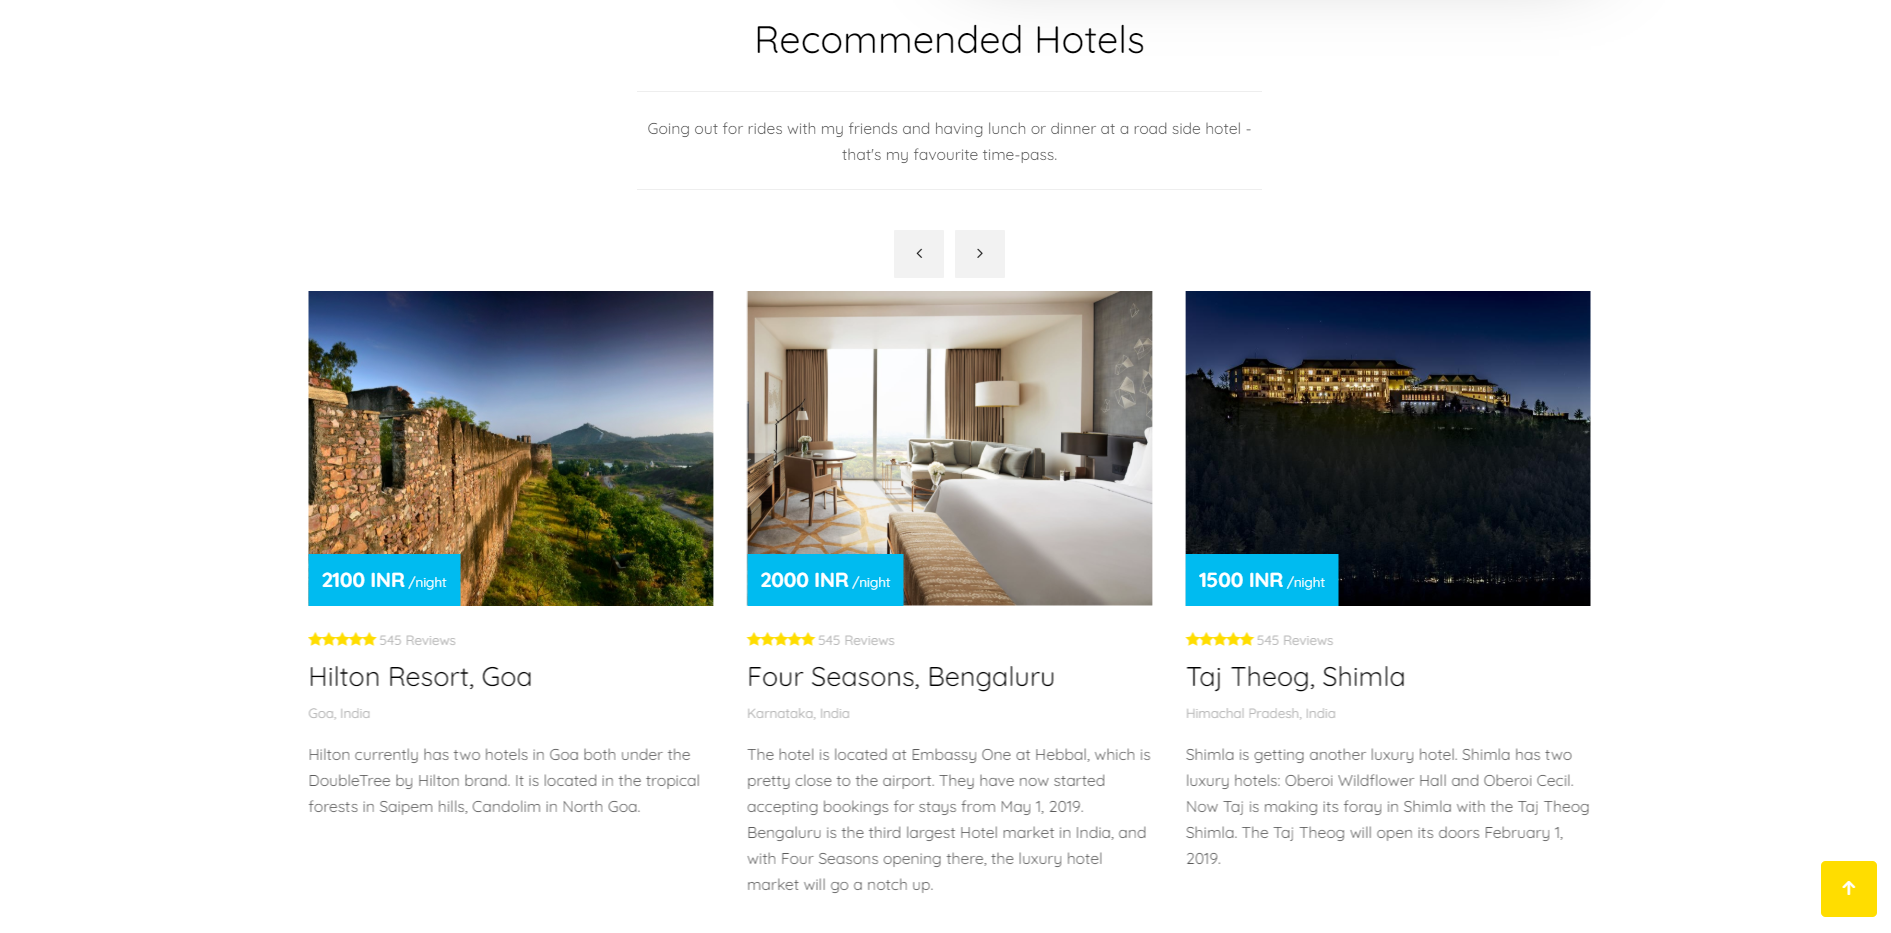 Recommended Hotels
Going out for rides with my friends and having lunch or dinner at a road side hotel -
that's my favourite time-pass.
2100 INR /night
2000 INR /night
1500 INR /night
545 Reviews
Hilton Resort, Goa
Goa, India
Hilton currently has two hotels in Goa both under the
DoubleTree by Hilton brand. It is located in the tropical
forests in Saipem hills, Candolim in North Goa.
545 Reviews
Four Seasons, Bengaluru
Karnataka, India
The hotel is located at Embassy One at Hebbal, which is
pretty close to the airport. They have now started
accepting bookings for stays from May 1, 2019.
Bengaluru is the third largest Hotel market in India, and
with Four Seasons opening there, the luxury hotel
market will go a notch up.
545 Reviews
Taj Theog, Shimla
Himachal Pradesh, India
Shimla is getting another luxury hotel. Shimla has two
luxury hotels: Oberoi Wildflower Hall and Oberoi Cecil.
Now Taj is making its foray in Shimla with the Taj Theog
Shimla. The Taj Theog will open its doors February 1,
2019.